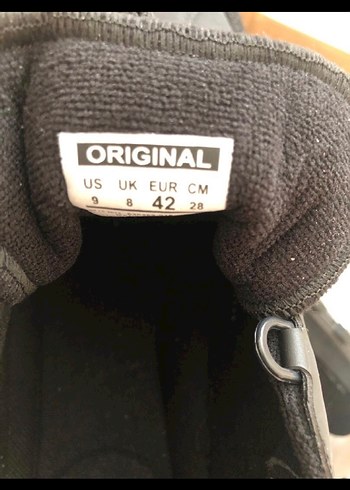 ORIGINAL
US UK EUR CM
9 8 42 28